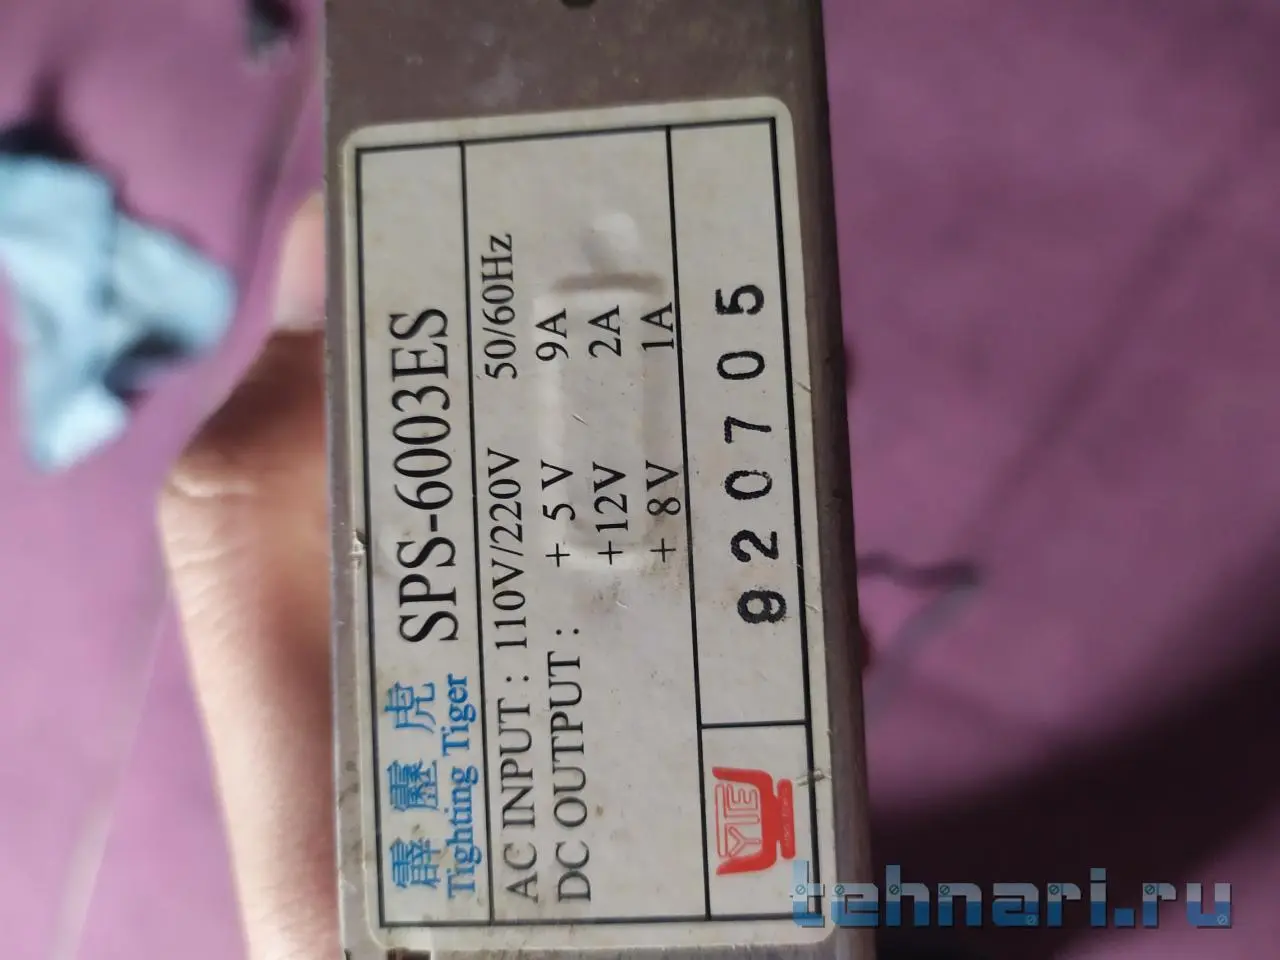 霹靂虎 SPS-6003ES
Tighting Tiger
AC INPUT : 110V/220V 50/60Hz
DC OUTPUT : + 5 V 9A
+12V 2A
+ 8V 1A
YE
920705
tehnari.ru